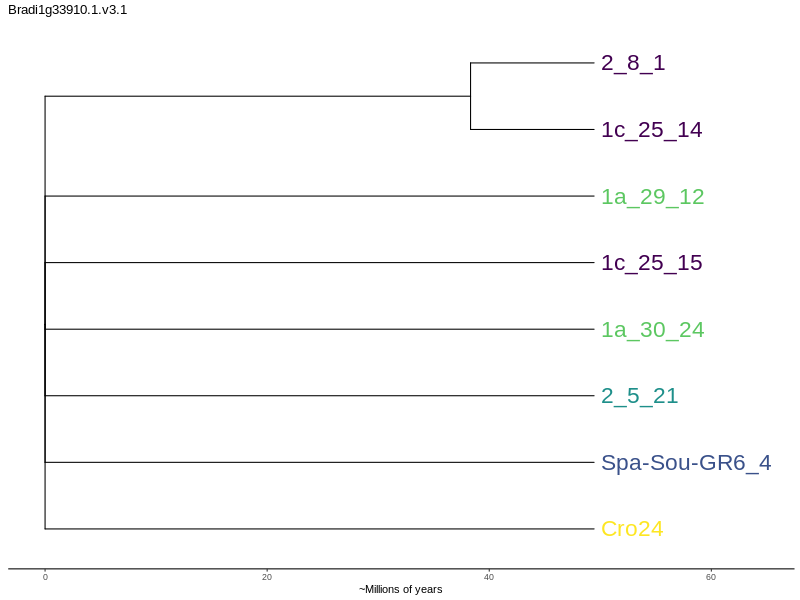 Bradi1g33910.1.v3.1
2_8_1
1c_25_14
1a_29_12
1c_25_15
1a_30_24
2_5_21
Spa-Sou-GR6_4
Cro24
0 20 40 60
~Millions of years